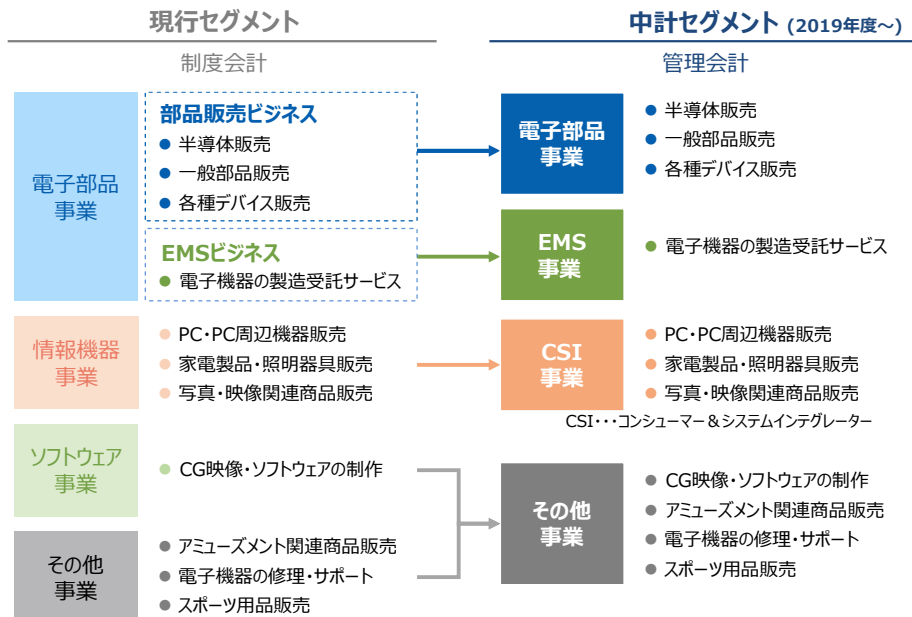 現行セグメント
制度会計
電子部品
事業
部品販売ビジネス
● 半導体販売
● 一般部品販売
● 各種デバイス販売
EMSビジネス
● 電子機器の製造受託サービス
情報機器
事業
● PC・PC周辺機器販売
● 家電製品・照明器具販売
● 写真・映像関連商品販売
ソフトウェア
事業
● CG映像・ソフトウェアの制作
その他
事業
● アミューズメント関連商品販売
● 電子機器の修理・サポート
● スポーツ用品販売
中計セグメント (2019年度～)
管理会計
電子部品
事業
● 半導体販売
● 一般部品販売
● 各種デバイス販売
EMS
事業
● 電子機器の製造受託サービス
CSI
事業
● PC・PC周辺機器販売
● 家電製品・照明器具販売
● 写真・映像関連商品販売
CSI・・・コンシューマー＆システムインテグレーター
その他
事業
● CG映像・ソフトウェアの制作
● アミューズメント関連商品販売
● 電子機器の修理・サポート
● スポーツ用品販売